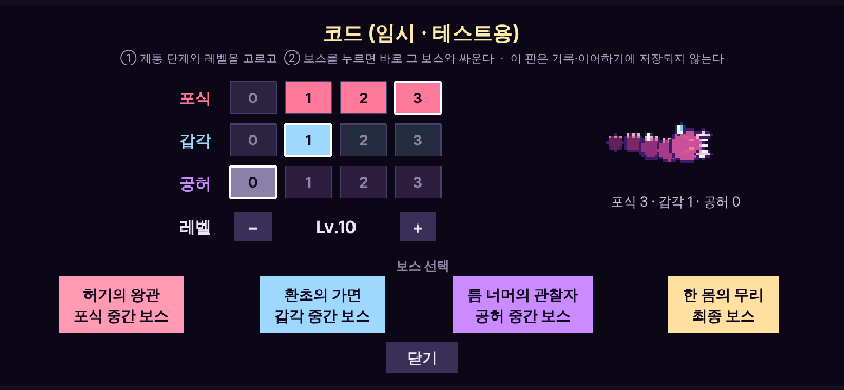 코드 (임시 · 테스트용)
① 계통 단계와 레벨을 고르고 ② 보스를 누르면 바로 그 보스와 싸운다 · 이 판은 기록·이어하기에 저장되지 않는다
포식 0 1 2 3
갑각 0 1 2 3
공허 0 1 2 3
레벨 − Lv.10 +
포식 3 · 갑각 1 · 공허 0
보스 선택
허기의 왕관
포식 중간 보스
환초의 가면
갑각 중간 보스
틈 너머의 관찰자
공허 중간 보스
한 몸의 무리
최종 보스
닫기